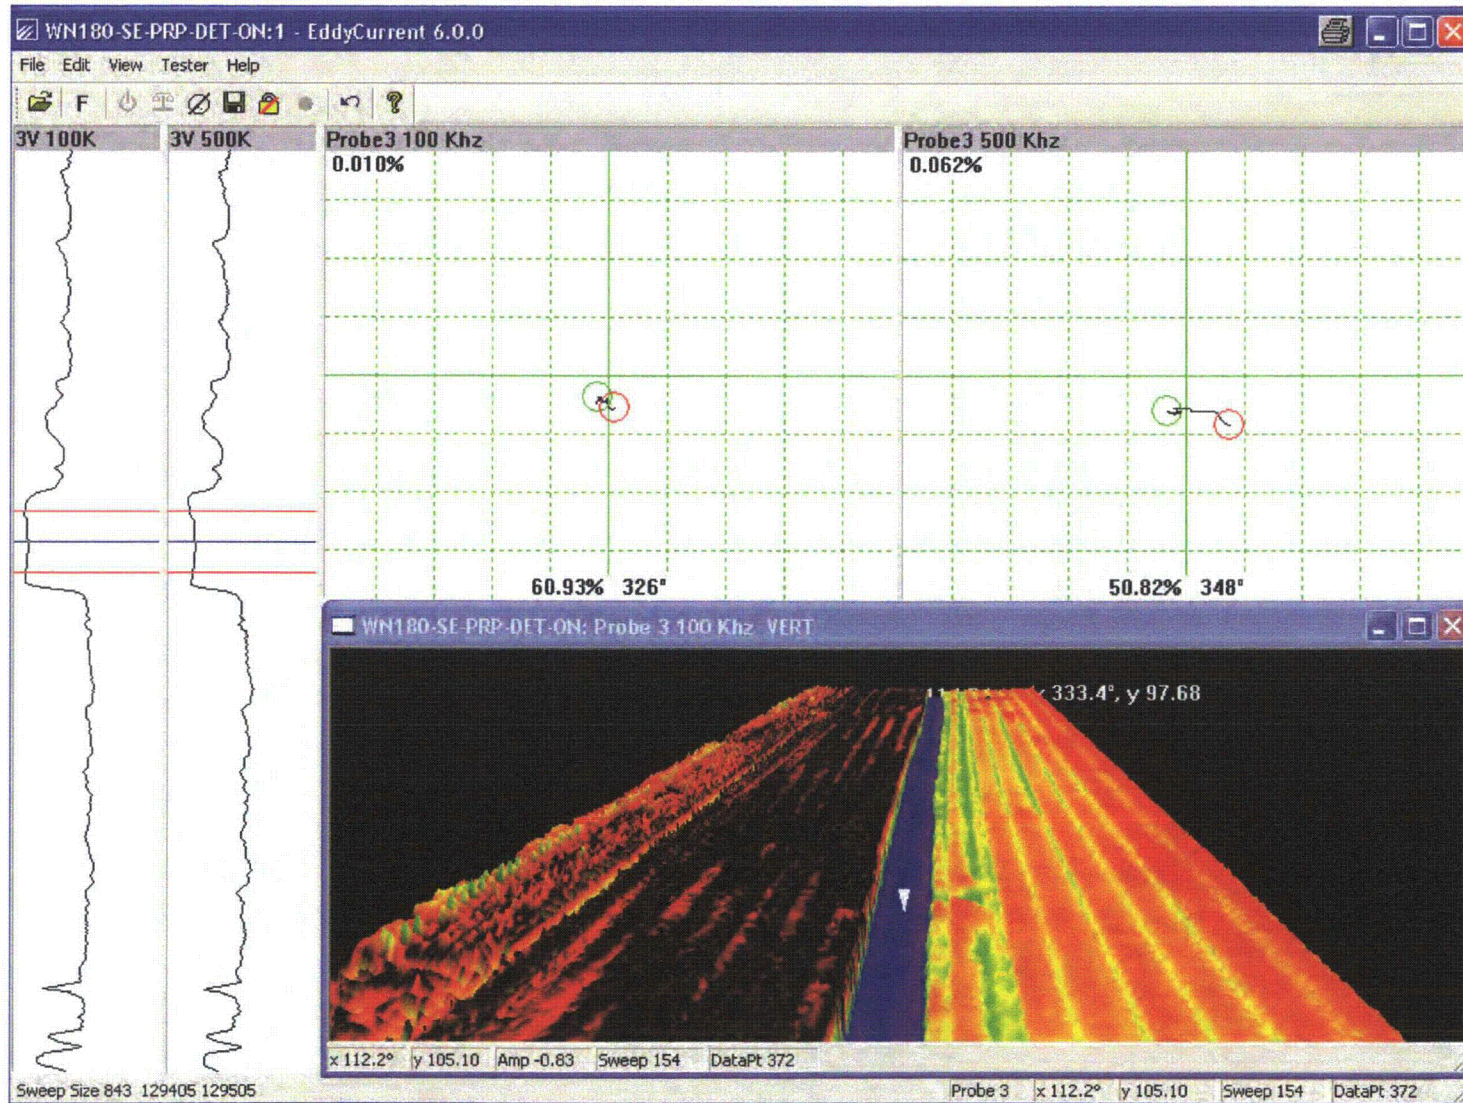 WN180-SE-PRP-DET-ON:1 - EddyCurrent 6.0.0
File Edit View Tester Help
F ?
3V 100K 3V 500K Probe3 100 Khz Probe3 500 Khz
0.010% 0.062%
60.93% 326° 50.82% 348°
WN180-SE-PRP-DET-ON: Probe 3 100 Khz VERT
333.4°, y 97.68
x 112.2° y 105.10 Amp -0.83 Sweep 154 DataPt 372
Sweep Size 843 129405 129505 Probe 3 x 112.2° y 105.10 Sweep 154 DataPt 372